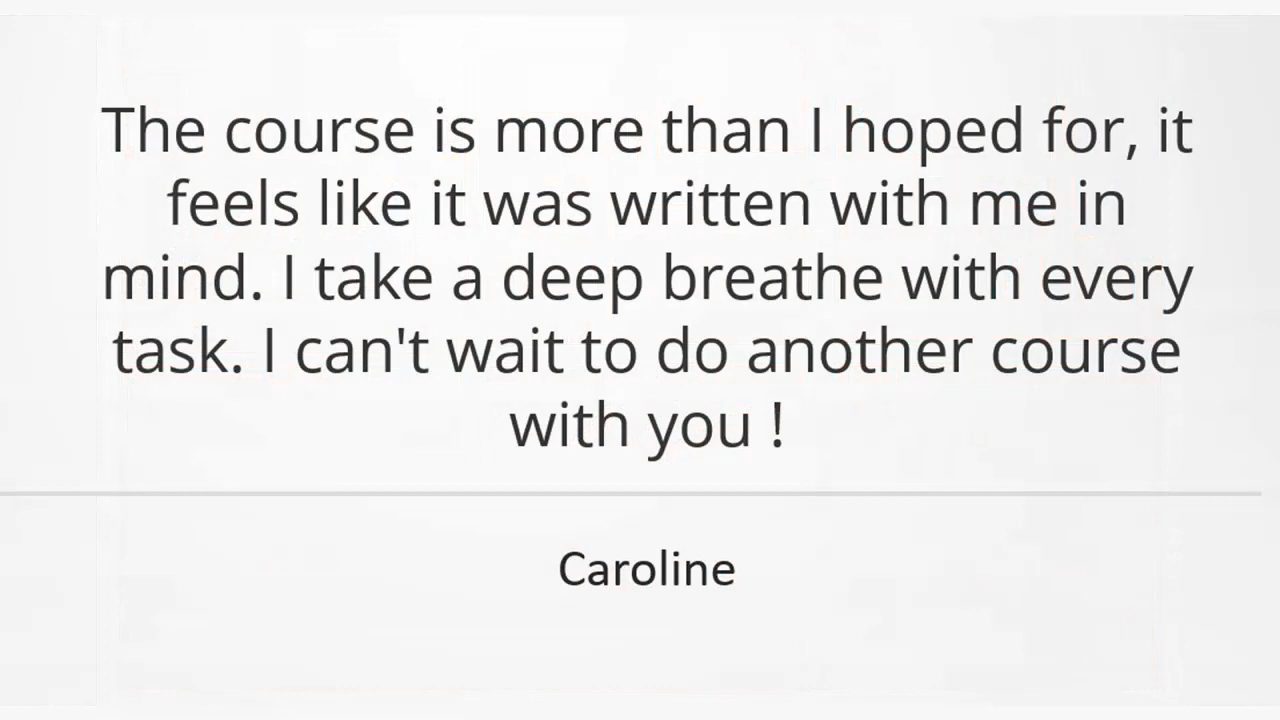 The course is more than I hoped for, it
feels like it was written with me in
mind. I take a deep breathe with every
task. I can't wait to do another course
with you !
Caroline